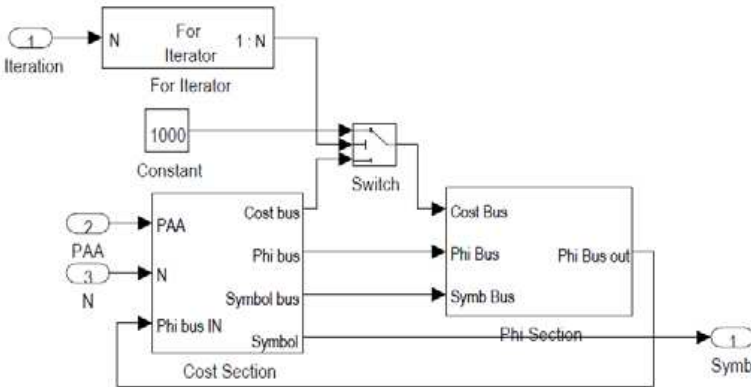 1
Iteration
N
For
Iterator
1 : N
For Iterator
1000
Constant
Switch
2
PAA
3
N
PAA
N
Phi bus IN
Cost bus
Phi bus
Symbol bus
Symbol
Cost Section
Cost Bus
Phi Bus
Symb Bus
Phi Bus out
Phi Section
1
Symb